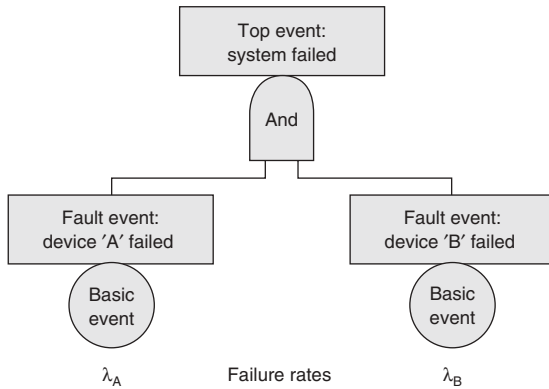 Top event:
system failed
And
Fault event:
device ′A′ failed
Fault event:
device ′B′ failed
Basic
event
Basic
event
λA Failure rates λB